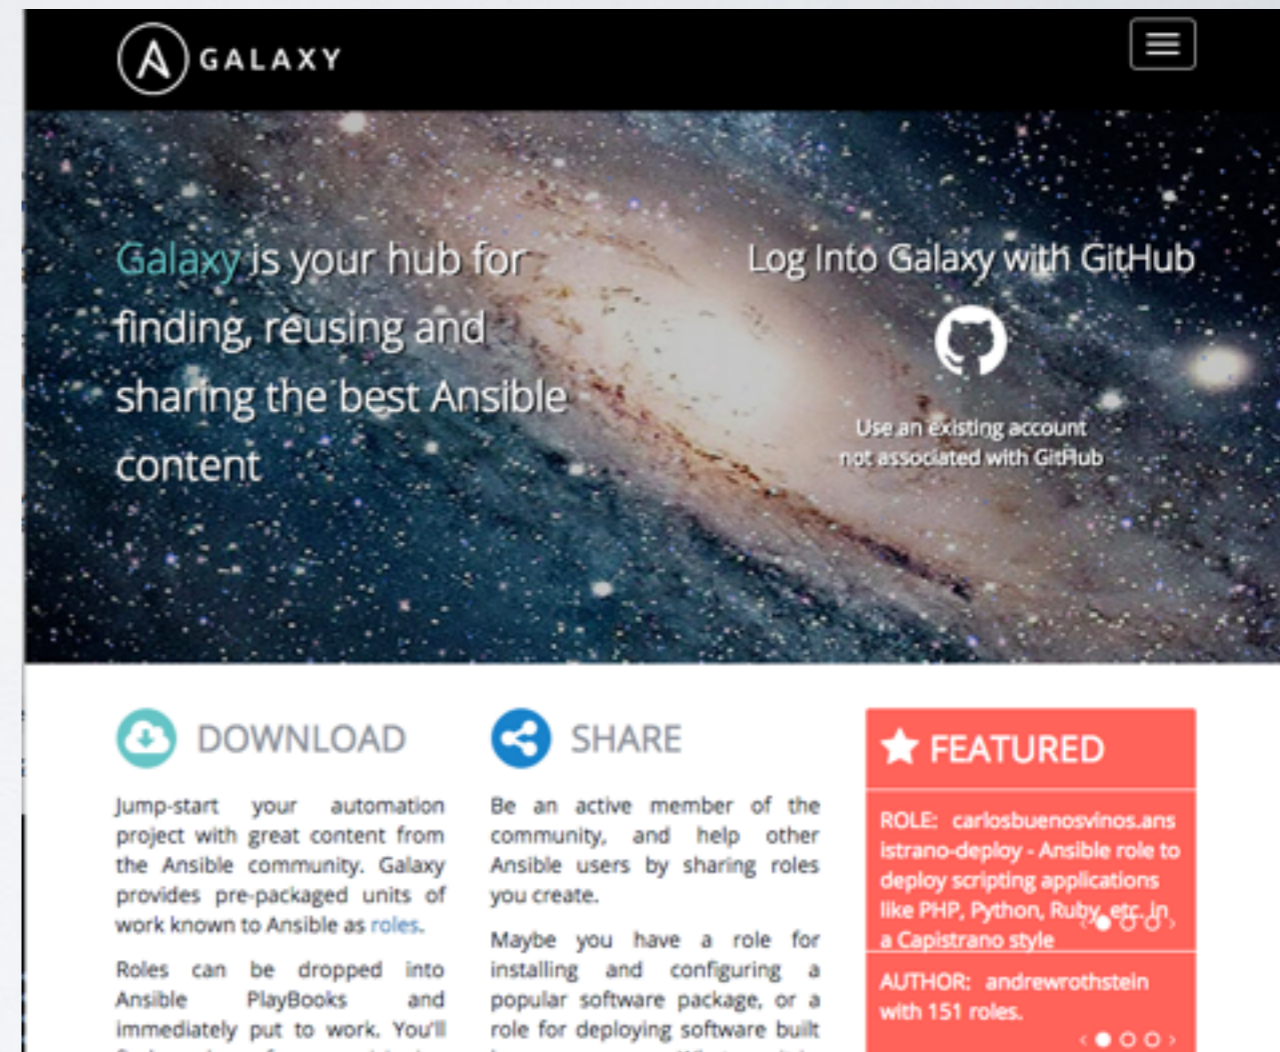 GALAXY
Galaxy is your hub for
finding, reusing and
sharing the best Ansible
content
Log Into Galaxy with GitHub
Use an existing account
not associated with GitHub
DOWNLOAD
Jump-start your automation
project with great content from
the Ansible community. Galaxy
provides pre-packaged units of
work known to Ansible as roles.
Roles can be dropped into
Ansible PlayBooks and
immediately put to work. You'll
SHARE
Be an active member of the
community, and help other
Ansible users by sharing roles
you create.
Maybe you have a role for
installing and configuring a
popular software package, or a
role for deploying software built
FEATURED
ROLE: carlosbuenosvinos.ans
istrano-deploy - Ansible role to
deploy scripting applications
like PHP, Python, Ruby, etc. in
a Capistrano style
AUTHOR: andrewrothstein
with 151 roles.